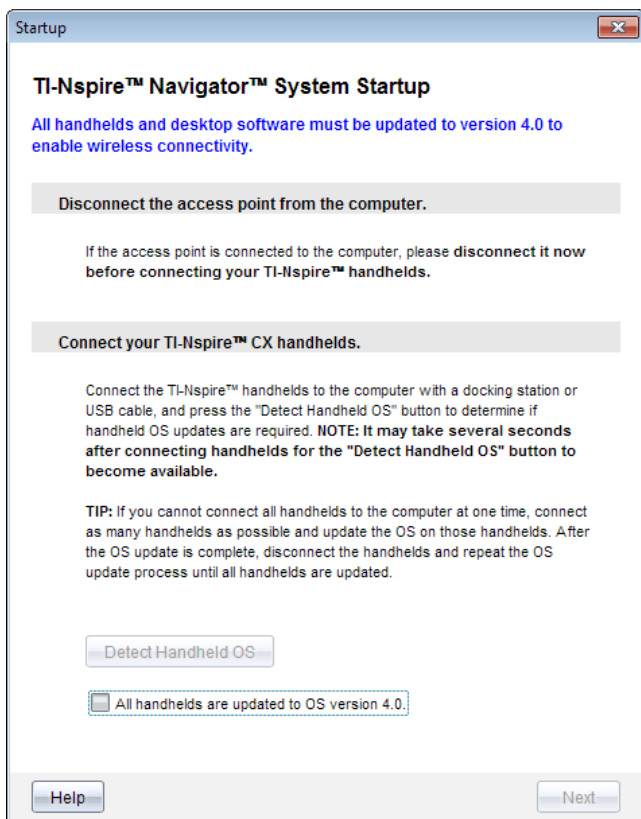 Startup
TI-Nspire™ Navigator™ System Startup
All handhelds and desktop software must be updated to version 4.0 to
enable wireless connectivity.
Disconnect the access point from the computer.
If the access point is connected to the computer, please disconnect it now
before connecting your TI-Nspire™ handhelds.
Connect your TI-Nspire™ CX handhelds.
Connect the TI-Nspire™ handhelds to the computer with a docking station or
USB cable, and press the "Detect Handheld OS" button to determine if
handheld OS updates are required. NOTE: It may take several seconds
after connecting handhelds for the "Detect Handheld OS" button to
become available.
TIP: If you cannot connect all handhelds to the computer at one time, connect
as many handhelds as possible and update the OS on those handhelds. After
the OS update is complete, disconnect the handhelds and repeat the OS
update process until all handhelds are updated.
Detect Handheld OS
All handhelds are updated to OS version 4.0.
Help
Next